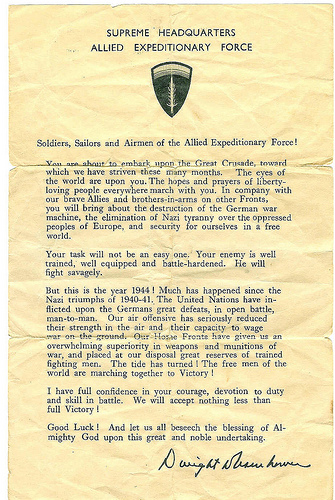 SUPREME HEADQUARTERS
ALLIED EXPEDITIONARY FORCE
Soldiers, Sailors and Airmen of the Allied Expeditionary Force!
You are about to embark upon the Great Crusade, toward
which we have striven these many months. The eyes of
the world are upon you. The hopes and prayers of liberty-
loving people everywhere march with you. In company with
our brave Allies and brothers-in-arms on other Fronts,
you will bring about the destruction of the German war
machine, the elimination of Nazi tyranny over the oppressed
peoples of Europe, and security for ourselves in a free
world.
Your task will not be an easy one. Your enemy is well
trained, well equipped and battle-hardened. He will
fight savagely.
But this is the year 1944! Much has happened since the
Nazi triumphs of 1940-41. The United Nations have in-
flicted upon the Germans great defeats, in open battle,
man-to-man. Our air offensive has seriously reduced
their strength in the air and their capacity to wage
war on the ground. Our Home Fronts have given us an
overwhelming superiority in weapons and munitions of
war, and placed at our disposal great reserves of trained
fighting men. The tide has turned! The free men of the
world are marching together to Victory!
I have full confidence in your courage, devotion to duty
and skill in battle. We will accept nothing less than
full Victory!
Good Luck! And let us all beseech the blessing of Al-
mighty God upon this great and noble undertaking.
Dwight D Eisenhower